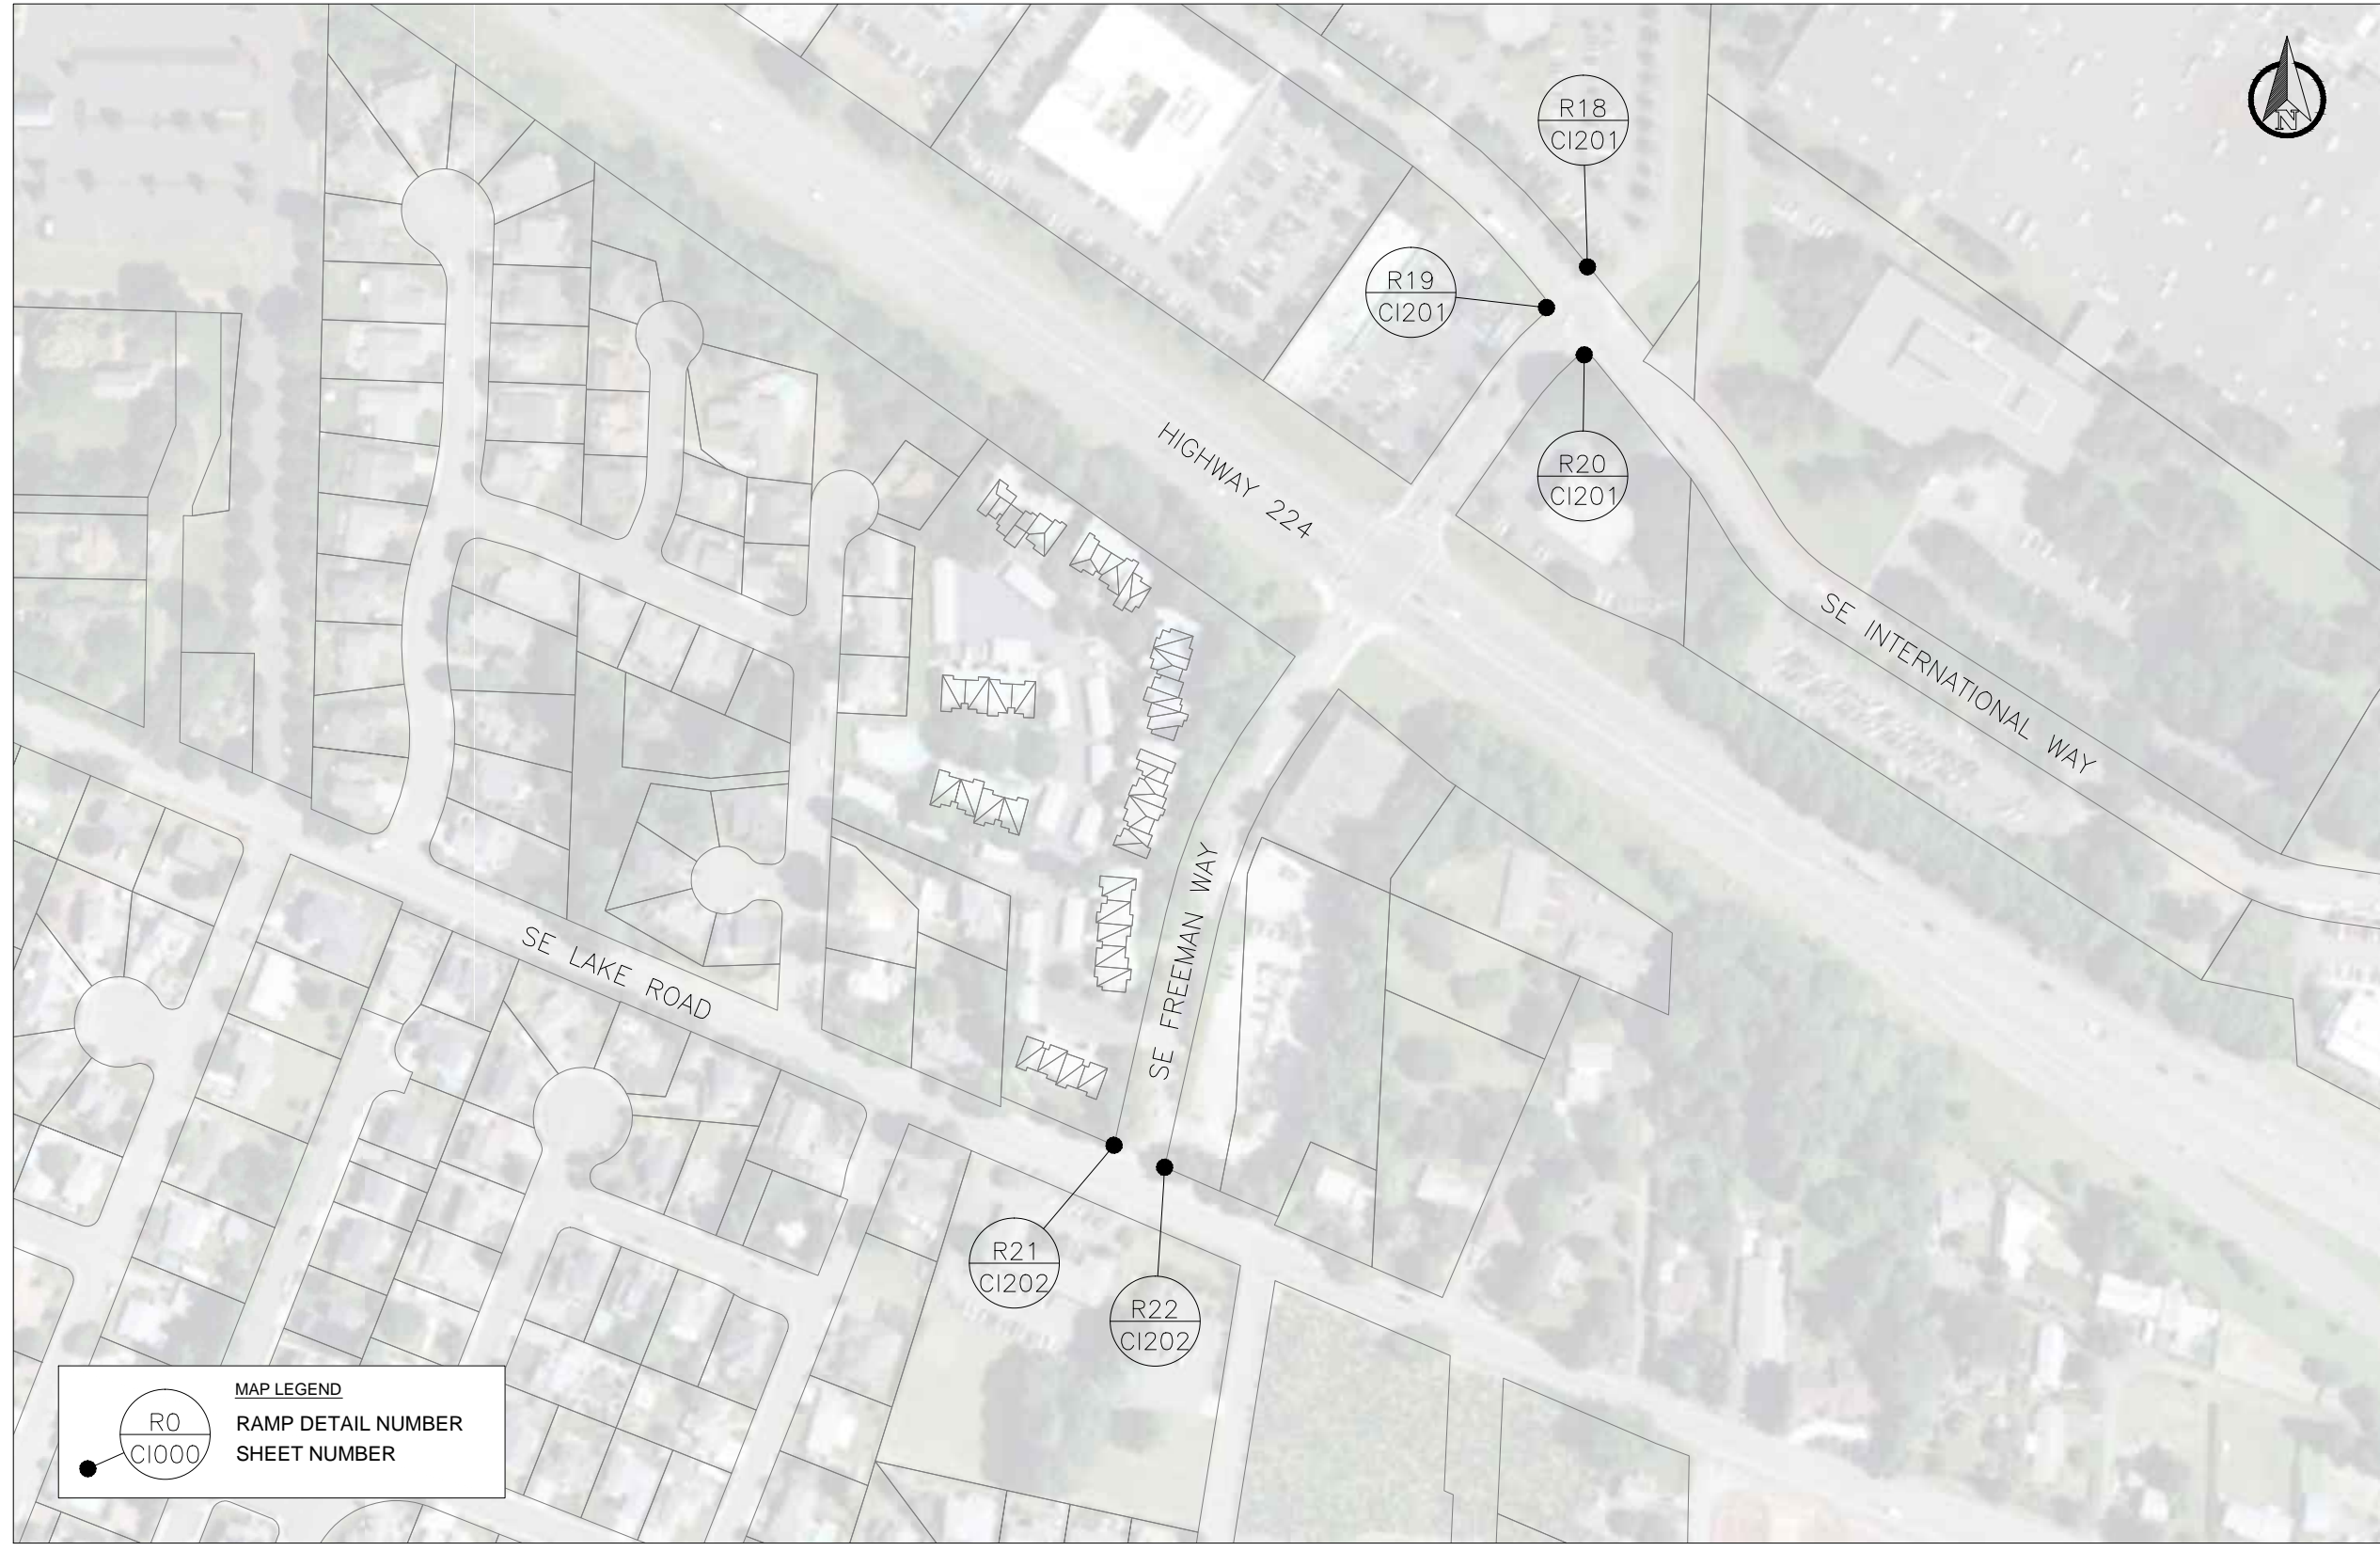 R18
CI201
N
R19
CI201
R20
CI201
HIGHWAY 224
SE INTERNATIONAL WAY
SE FREEMAN WAY
SE LAKE ROAD
R21
CI202
R22
CI202
MAP LEGEND
R0
CI000
RAMP DETAIL NUMBER
SHEET NUMBER